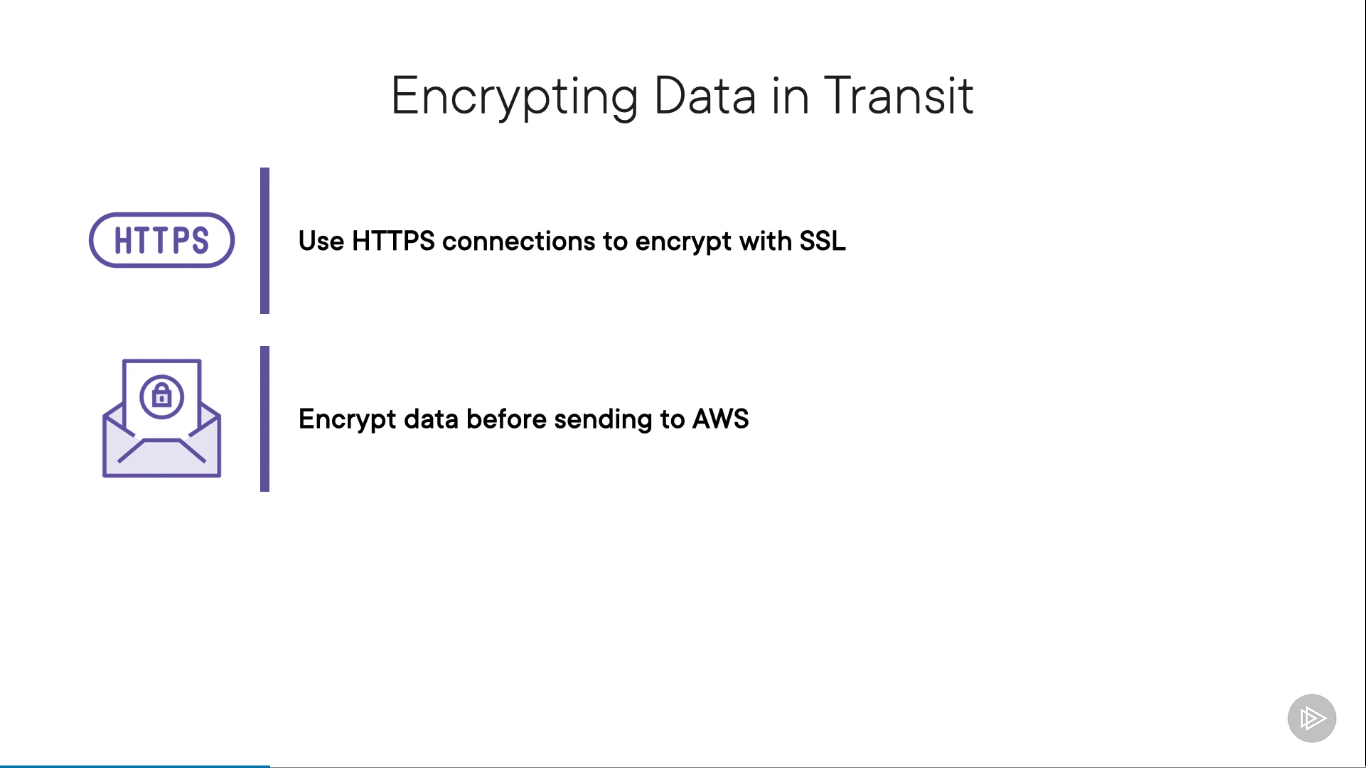 Encrypting Data in Transit
HTTPS
Use HTTPS connections to encrypt with SSL
Encrypt data before sending to AWS